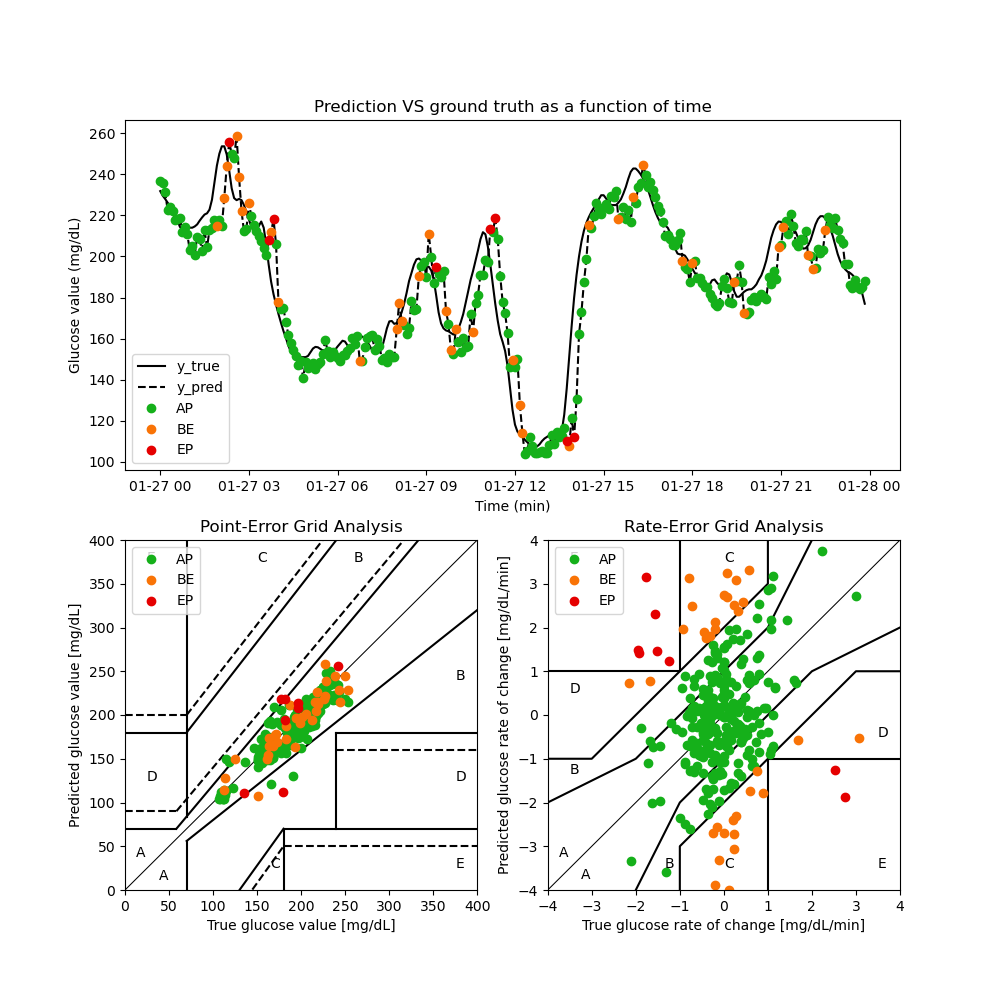 Prediction VS ground truth as a function of time
Glucose value (mg/dL)
260
240
220
200
180
160
140
120
100
y_true
y_pred
AP
BE
EP
01-27 00 01-27 03 01-27 06 01-27 09 01-27 12 01-27 15 01-27 18 01-27 21 01-28 00
Time (min)
Point-Error Grid Analysis
Predicted glucose value [mg/dL]
400
350
300
250
200
150
100
50
0
AP
BE
EP
C
B
B
D
D
A
A
C
E
0 50 100 150 200 250 300 350 400
True glucose value [mg/dL]
Rate-Error Grid Analysis
Predicted glucose rate of change [mg/dL/min]
4
3
2
1
0
−1
−2
−3
−4
AP
BE
EP
C
D
D
B
A
A
B
C
E
−4 −3 −2 −1 0 1 2 3 4
True glucose rate of change [mg/dL/min]